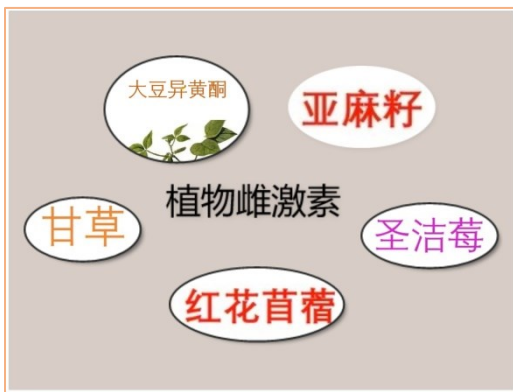 大豆异黄酮
亚麻籽
植物雌激素
甘草
圣洁莓
红花苜蓿